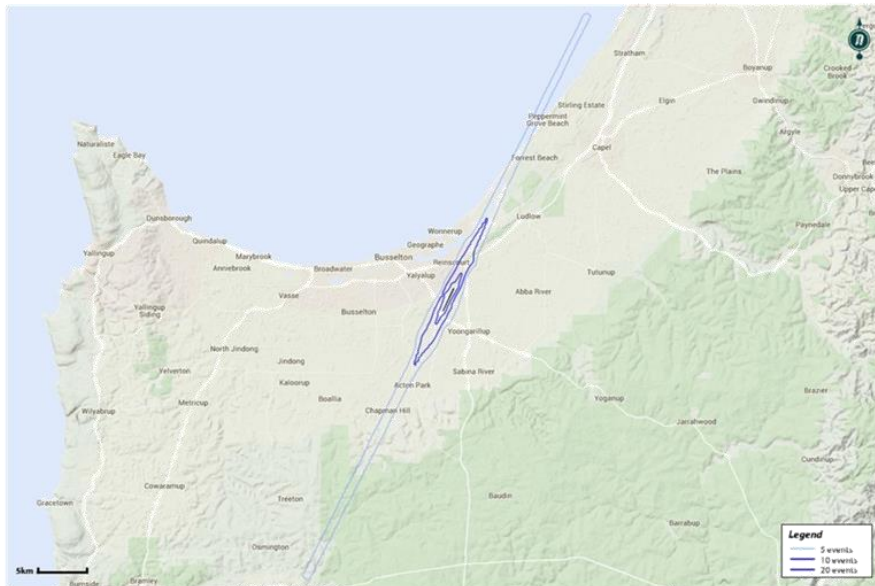 Stratham
Boyanup
Crooked
Brook
Stirling Estate
Elgin
Gwindinup
Peppermint
Grove Beach
Argyle
Naturaliste
Eagle Bay
Capel
Forrest Beach
The Plains
Donnybrook
Upper Cap
Dunsborough
Ludlow
Quindalup
Wonnerup
Paynedale
Yallingup
Marybrook
Geographe
Busselton
Reinscourt
Anniebrook
Broadwater
Yalyalup
Tutunup
Vasse
Abba River
Yallingup
Siding
Busselton
Yoongarillup
North Jindong
Jindong
Yelverton
Sabina River
Kaloorup
Acton Park
Brazier
Metricup
Boallia
Yoganup
Wilyabrup
Chapman Hill
Jarrahwood
Cundinup
Cowaramup
Treeton
Baudin
Gracetown
Barrabup
Osmington
Legend
5 events
10 events
20 events
5km
Bramley